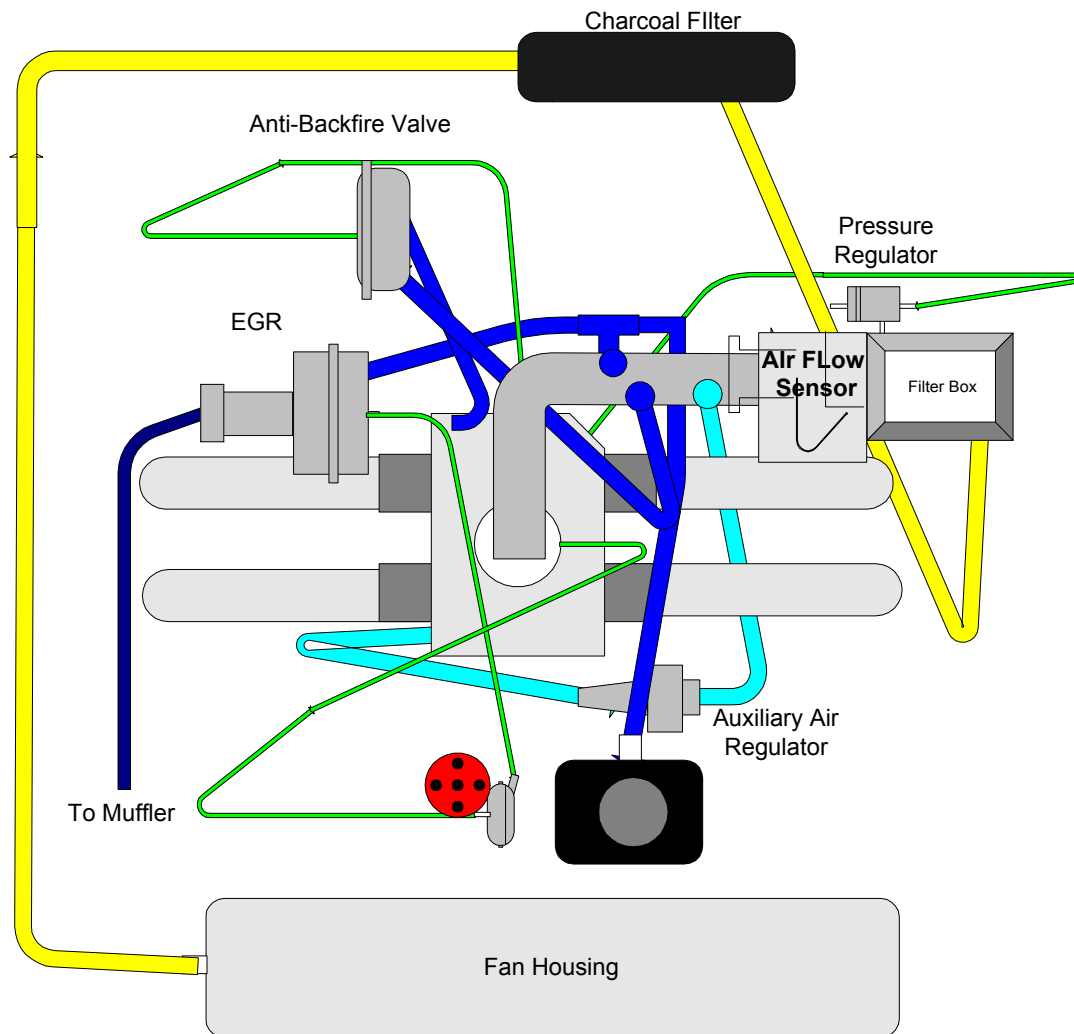 Charcoal FIlter
Anti-Backfire Valve
Pressure
Regulator
EGR
AIr FLow
Sensor
Filter Box
Auxiliary Air
Regulator
To Muffler
Fan Housing